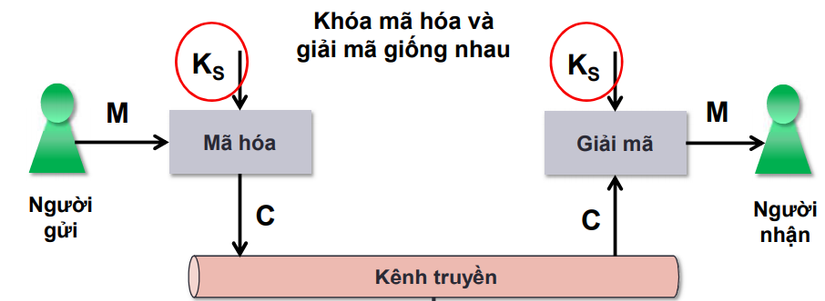 Khóa mã hóa và
giải mã giống nhau
K_S
K_S
M
Mã hóa
Giải mã
M
Người
gửi
C
C
Người
nhận
Kênh truyền